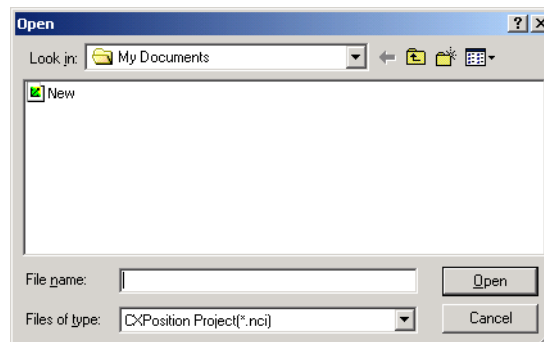 Open
Look in: My Documents
New
File name: Open
Files of type: CXPosition Project(*.nci) Cancel